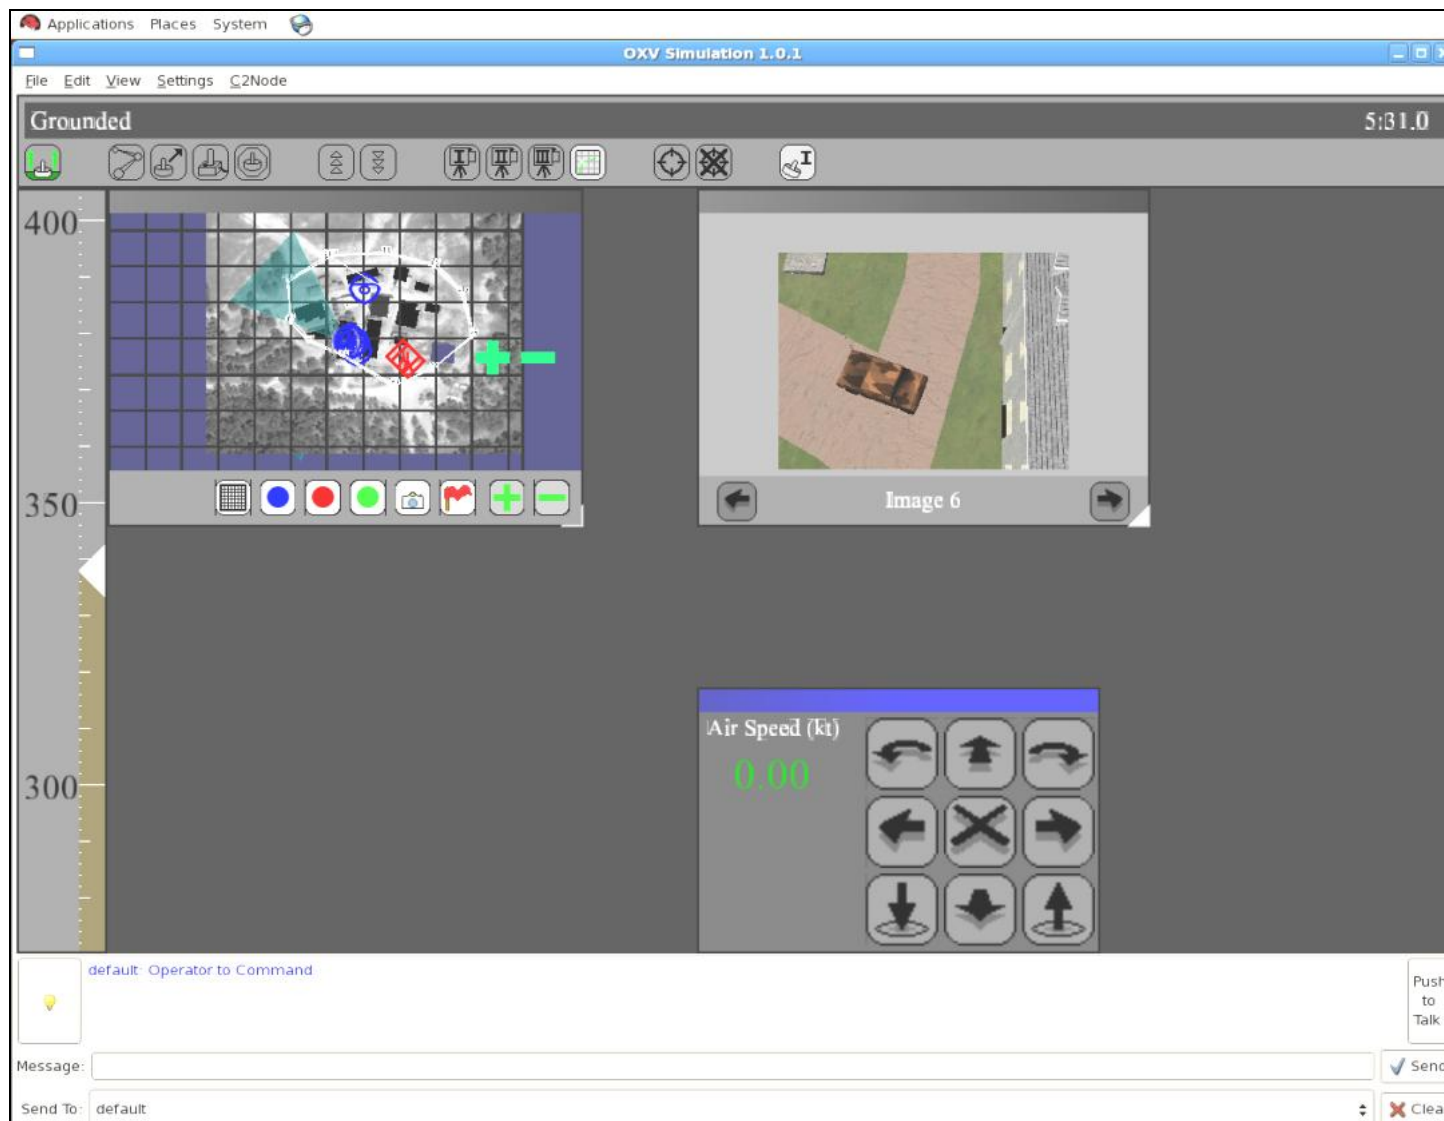 Applications Places System
OXV Simulation 1.0.1
File Edit View Settings C2Node
Grounded 5:31.0
I II III I
400
350
300
Image 6
Air Speed (kt)
0.00
default: Operator to Command
Push
to
Talk
Message: Send
Send To: default Clea